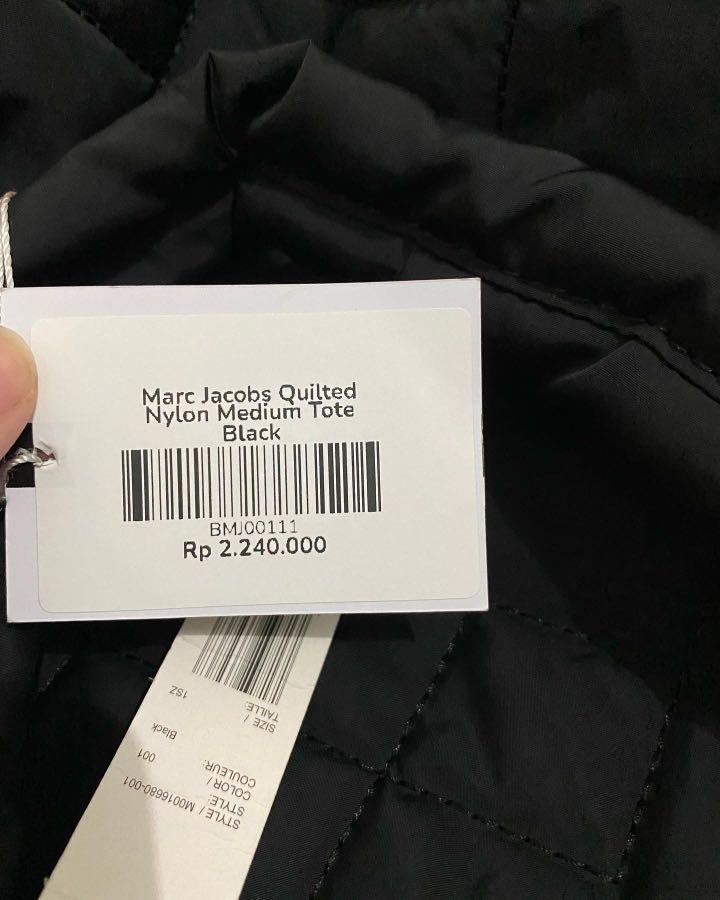 Marc Jacobs Quilted
Nylon Medium Tote
Black
BMJ00111
Rp 2.240.000
STYLE / M0016680-001
STYLE:
COLOR / 001
COULEUR: Black
SIZE / 1SZ
TAILLE: